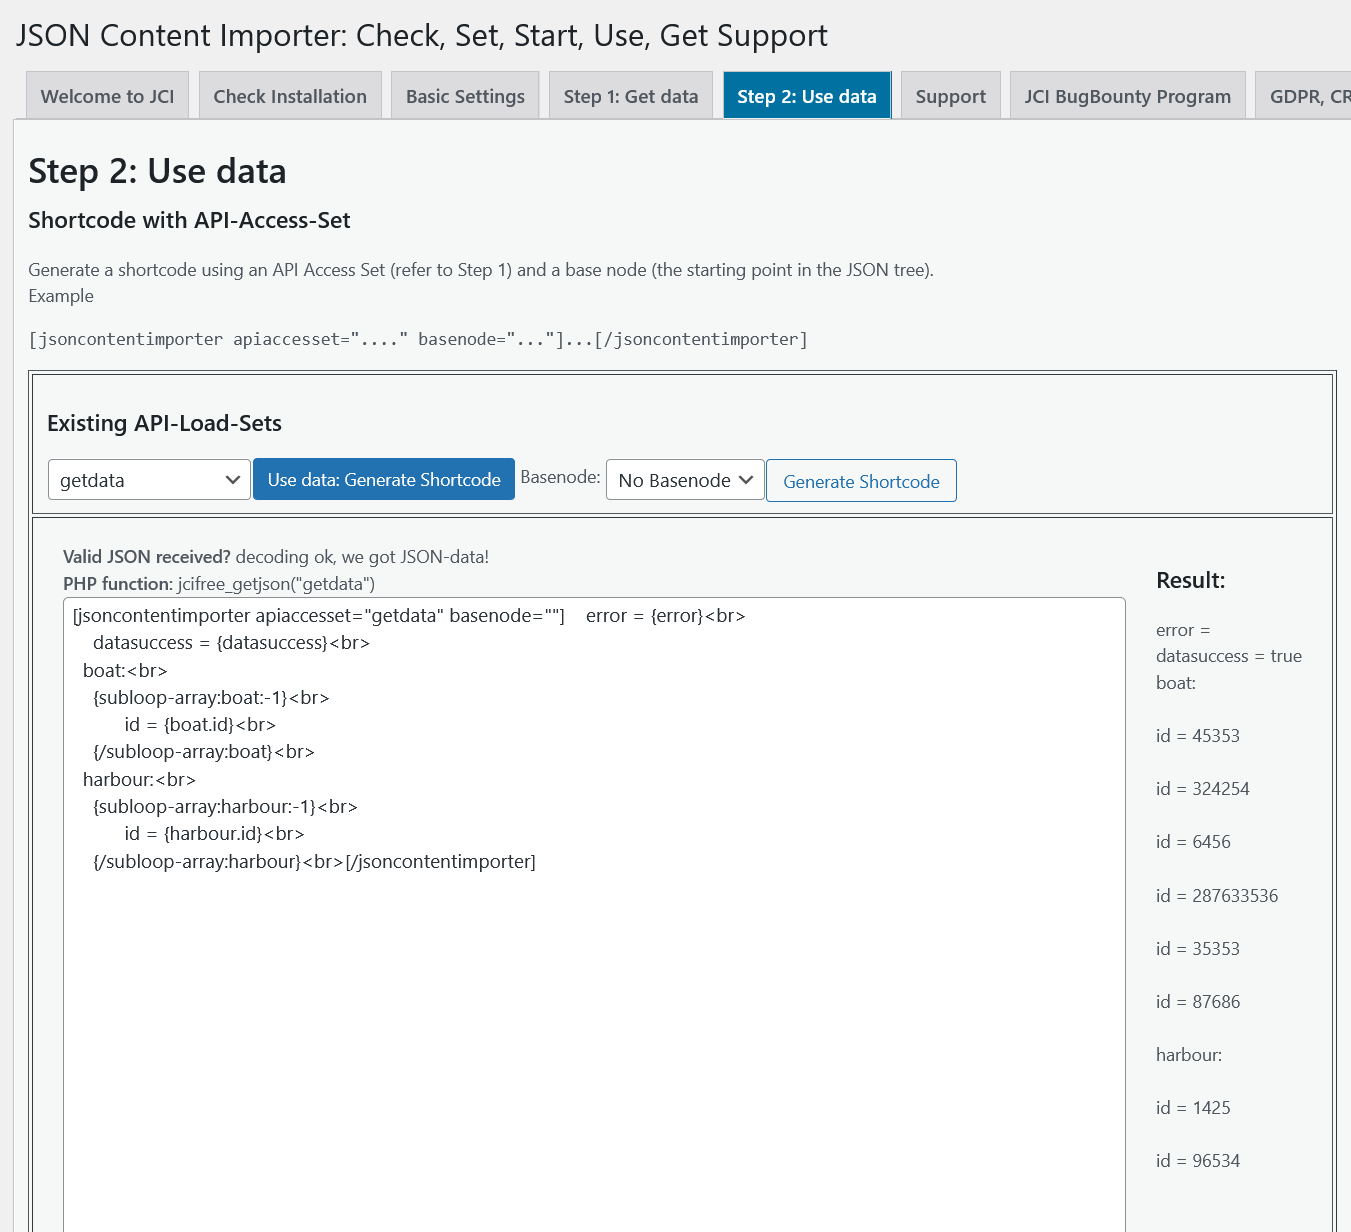 JSON Content Importer: Check, Set, Start, Use, Get Support
Welcome to JCI
Check Installation
Basic Settings
Step 1: Get data
Step 2: Use data
Support
JCI BugBounty Program
GDPR, CR
Step 2: Use data
Shortcode with API-Access-Set
Generate a shortcode using an API Access Set (refer to Step 1) and a base node (the starting point in the JSON tree).
Example
[jsoncontentimporter apiaccesset="...." basenode="..."]...[/jsoncontentimporter]
Existing API-Load-Sets
getdata
Use data: Generate Shortcode
Basenode:
No Basenode
Generate Shortcode
Valid JSON received? decoding ok, we got JSON-data!
PHP function: jcifree_getjson("getdata")
[jsoncontentimporter apiaccesset="getdata" basenode=""]    error = {error}<br>
datasuccess = {datasuccess}<br>
boat:<br>
{subloop-array:boat:-1}<br>
id = {boat.id}<br>
{/subloop-array:boat}<br>
harbour:<br>
{subloop-array:harbour:-1}<br>
id = {harbour.id}<br>
{/subloop-array:harbour}<br>[/jsoncontentimporter]
Result:
error =
datasuccess = true
boat:
id = 45353
id = 324254
id = 6456
id = 287633536
id = 35353
id = 87686
harbour:
id = 1425
id = 96534